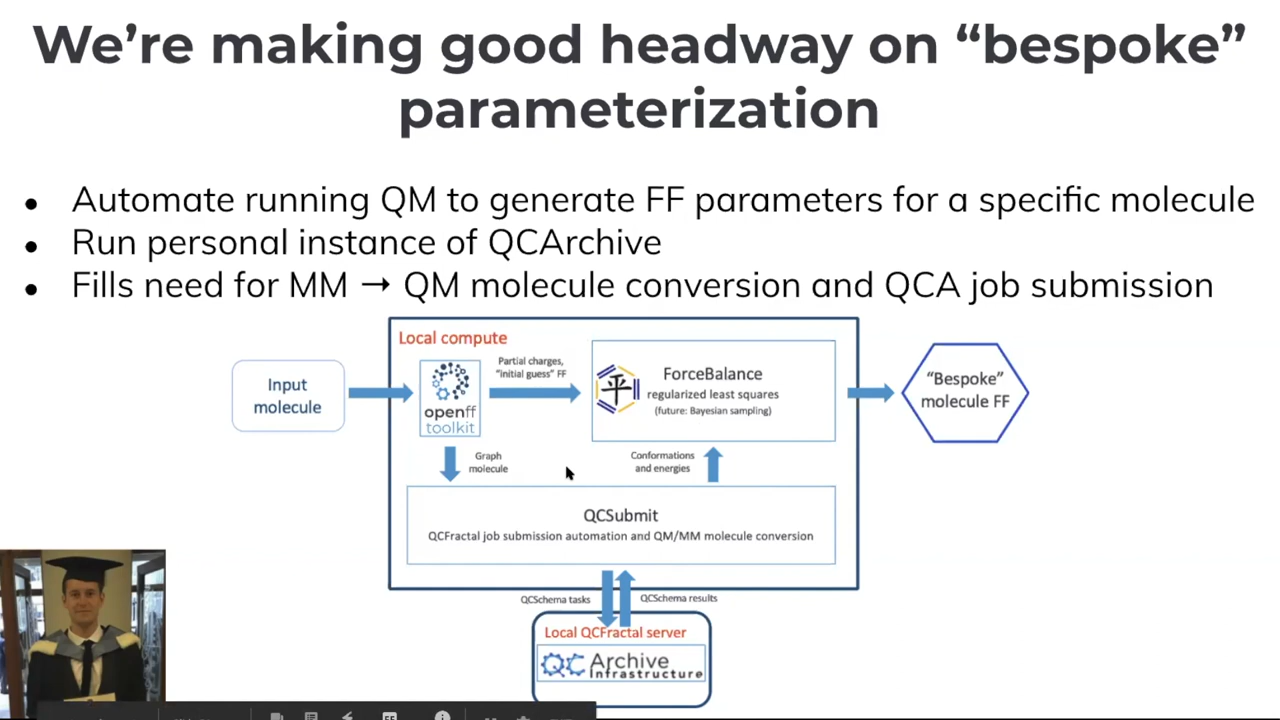 We’re making good headway on “bespoke”
parameterization
● Automate running QM to generate FF parameters for a specific molecule
● Run personal instance of QCArchive
● Fills need for MM → QM molecule conversion and QCA job submission
Local compute
Input
molecule
openff
toolkit
Partial charges,
“initial guess” FF
平
ForceBalance
regularized least squares
(future: Bayesian sampling)
“Bespoke”
molecule FF
Graph
molecule
Conformations
and energies
QCSubmit
QCFractal job submission automation and QM/MM molecule conversion
QCSchema tasks
QCSchema results
Local QCFractal server
QC Archive
Infrastructure